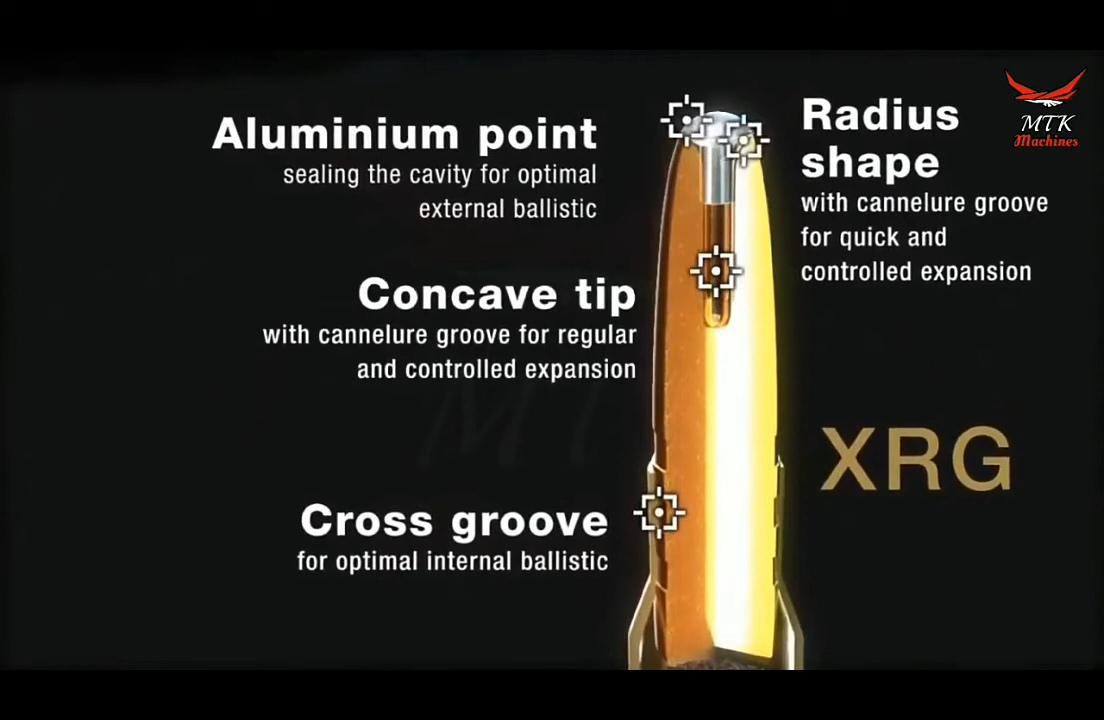 Aluminium point
sealing the cavity for optimal
external ballistic
Radius
shape
with cannelure groove
for quick and
controlled expansion
MTK
Machines
Concave tip
with cannelure groove for regular
and controlled expansion
MT
XRG
Cross groove
for optimal internal ballistic